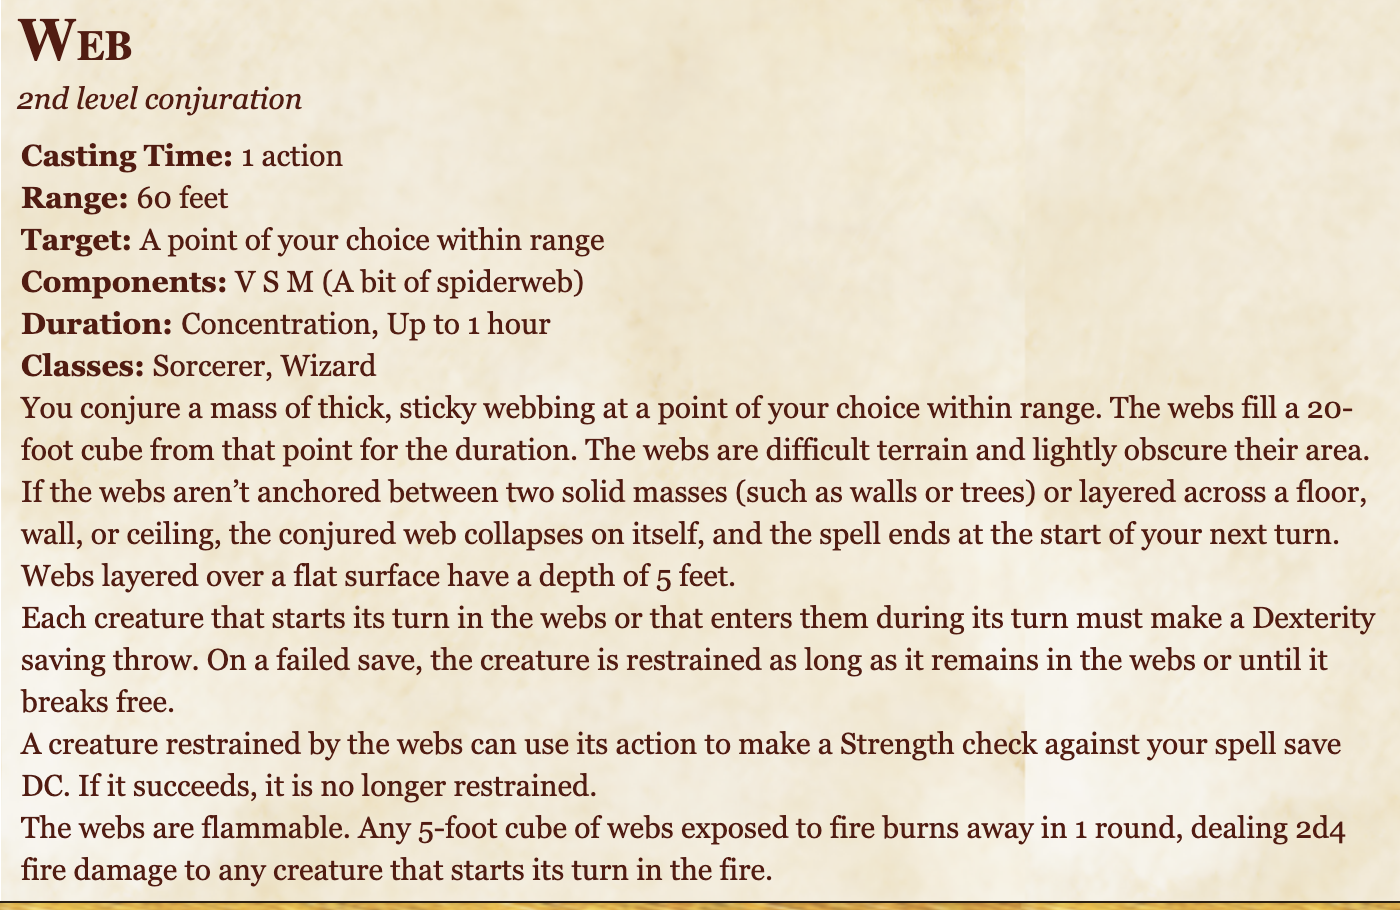 WEB
2nd level conjuration
Casting Time: 1 action
Range: 60 feet
Target: A point of your choice within range
Components: V S M (A bit of spiderweb)
Duration: Concentration, Up to 1 hour
Classes: Sorcerer, Wizard
You conjure a mass of thick, sticky webbing at a point of your choice within range. The webs fill a 20-
foot cube from that point for the duration. The webs are difficult terrain and lightly obscure their area.
If the webs aren’t anchored between two solid masses (such as walls or trees) or layered across a floor,
wall, or ceiling, the conjured web collapses on itself, and the spell ends at the start of your next turn.
Webs layered over a flat surface have a depth of 5 feet.
Each creature that starts its turn in the webs or that enters them during its turn must make a Dexterity
saving throw. On a failed save, the creature is restrained as long as it remains in the webs or until it
breaks free.
A creature restrained by the webs can use its action to make a Strength check against your spell save
DC. If it succeeds, it is no longer restrained.
The webs are flammable. Any 5-foot cube of webs exposed to fire burns away in 1 round, dealing 2d4
fire damage to any creature that starts its turn in the fire.